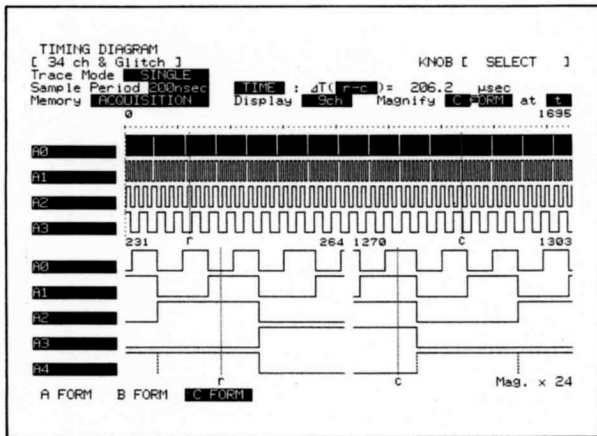 TIMING DIAGRAM
[ 34 ch & Glitch ] KNOB [ SELECT ]
Trace Mode SINGLE
Sample Period 200nsec TIME : ΔT( r-c )= 206.2 μsec
Memory ACQUISITION Display 9ch Magnify C FORM at t
0 1695
A0
A1
A2
A3
r c
231 264 1270 1303
A0
A1
A2
A3
A4
r c
Mag. x 24
A FORM B FORM C FORM